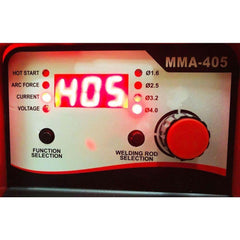 MMA-405
HOT START
ARC FORCE
CURRENT
VOLTAGE
405
Ø1.6
Ø2.5
Ø3.2
Ø4.0
FUNCTION
SELECTION
WELDING ROD
SELECTION